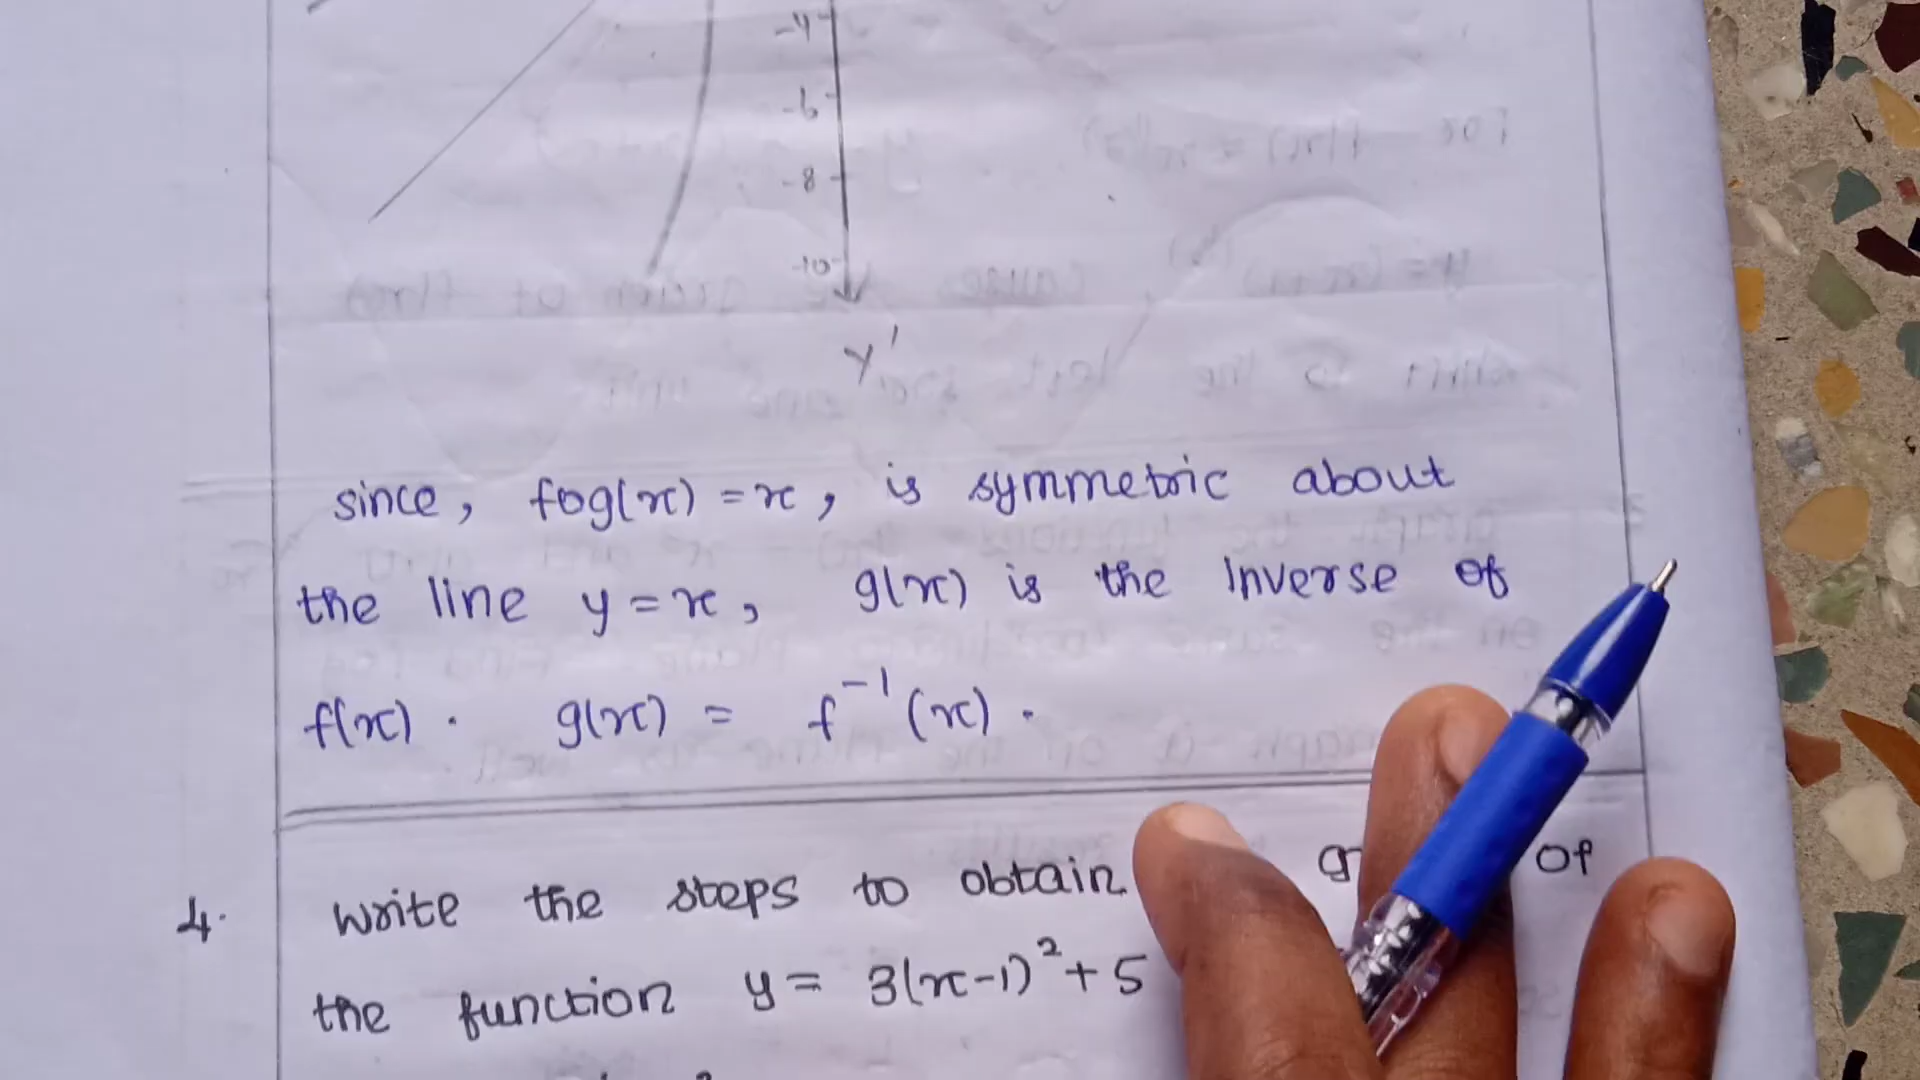 -4
-6
-8
-10
Y'
since, fog(x) = x, is symmetric about
the line y = x, g(x) is the inverse of
f(x). g(x) = f⁻¹(x).
4. write the steps to obtain of
the function y = 3(x-1)² + 5